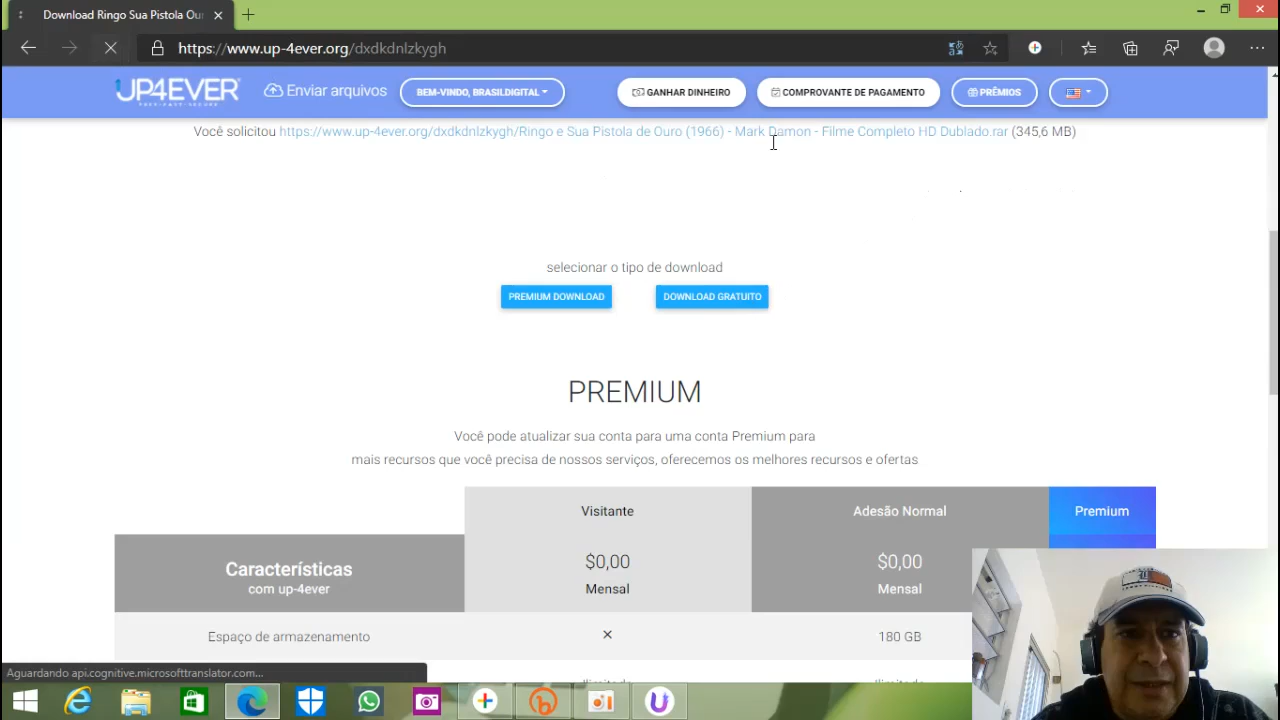 Download Ringo Sua Pistola Our
https://www.up-4ever.org/dxdkdnlzkygh
UP4EVER
Enviar arquivos
BEM-VINDO, BRASILDIGITAL
GANHAR DINHEIRO
COMPROVANTE DE PAGAMENTO
PRÊMIOS
Você solicitou https://www.up-4ever.org/dxdkdnlzkygh/Ringo e Sua Pistola de Ouro (1966) - Mark Damon - Filme Completo HD Dublado.rar (345,6 MB)
selecionar o tipo de download
PREMIUM DOWNLOAD
DOWNLOAD GRATUITO
PREMIUM
Você pode atualizar sua conta para uma conta Premium para
mais recursos que você precisa de nossos serviços, oferecemos os melhores recursos e ofertas
Visitante
Adesão Normal
Premium
Características
com up-4ever
$0,00
Mensal
$0,00
Mensal
Espaço de armazenamento
180 GB
Aguardando api.cognitive.microsofttranslator.com...